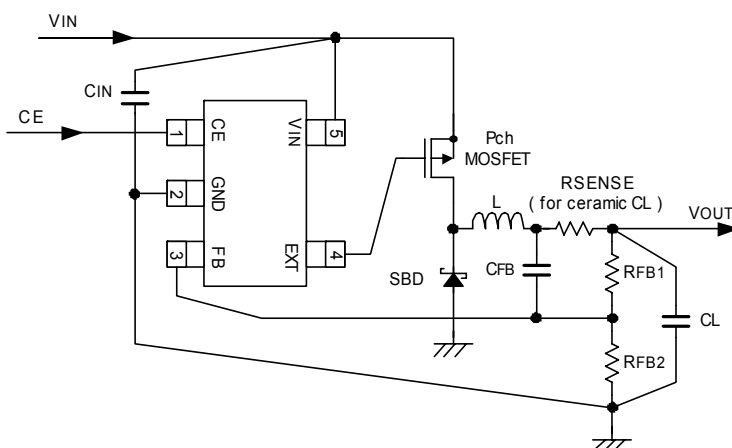 VIN
CIN
CE
1
CE
VIN
5
Pch
MOSFET
2
GND
RSENSE
( for ceramic CL )
L
VOUT
3
FB
EXT
4
SBD
CFB
RFB1
CL
RFB2